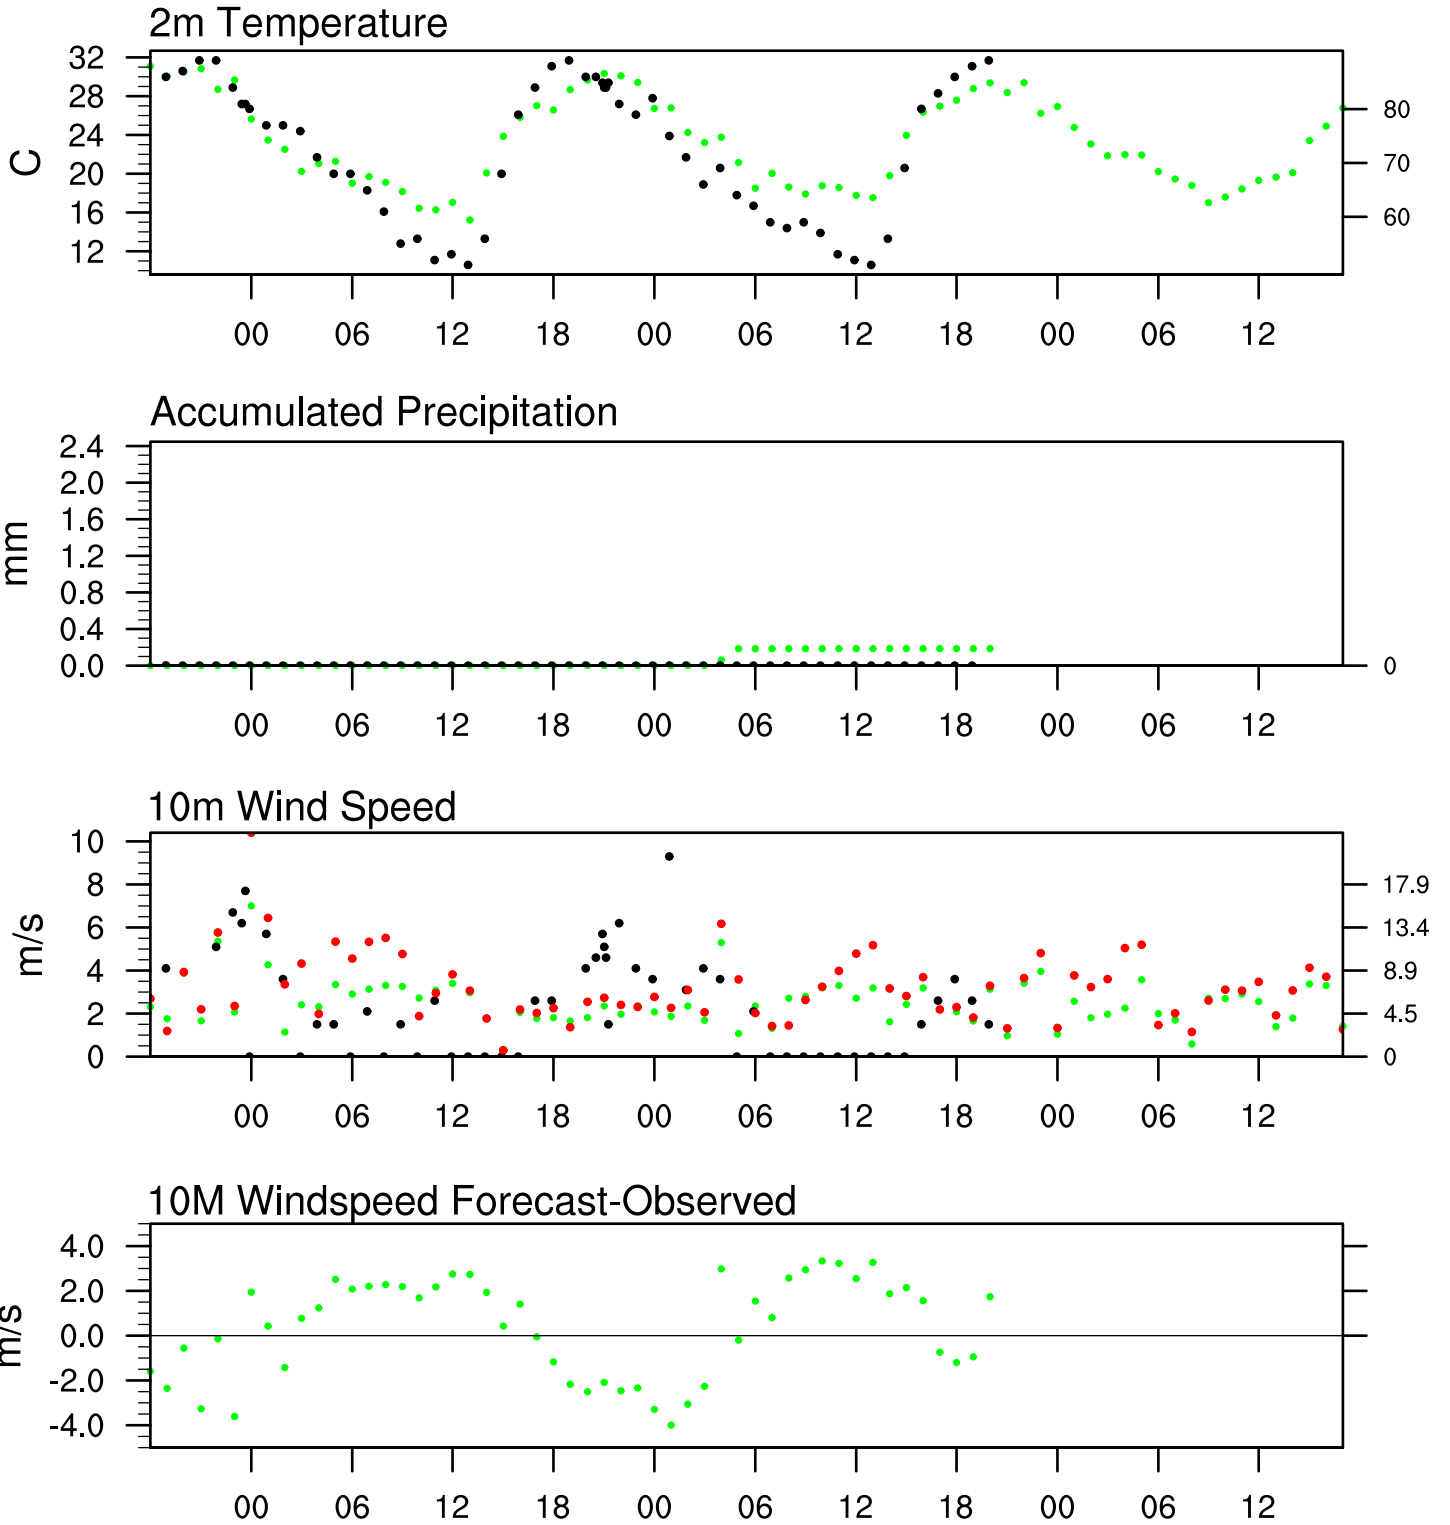 2m Temperature
32
28
24
20
16
12
C
80
70
60
00 06 12 18 00 06 12 18 00 06 12
Accumulated Precipitation
2.4
2.0
1.6
1.2
0.8
0.4
0.0
mm
0
00 06 12 18 00 06 12 18 00 06 12
10m Wind Speed
10
8
6
4
2
0
m/s
17.9
13.4
8.9
4.5
0
00 06 12 18 00 06 12 18 00 06 12
10M Windspeed Forecast-Observed
4.0
2.0
0.0
-2.0
-4.0
m/s
00 06 12 18 00 06 12 18 00 06 12